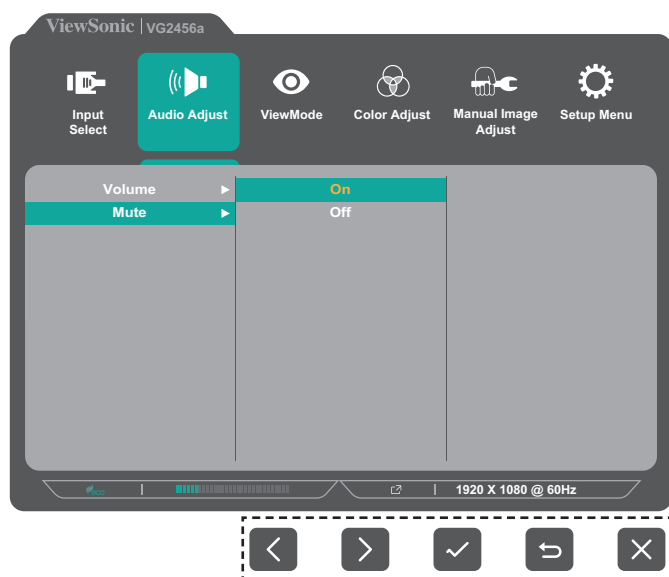 ViewSonic | VG2456a
Input
Select
Audio Adjust
ViewMode
Color Adjust
Manual Image
Adjust
Setup Menu
Volume
On
Mute
Off
eco
1920 X 1080 @ 60Hz